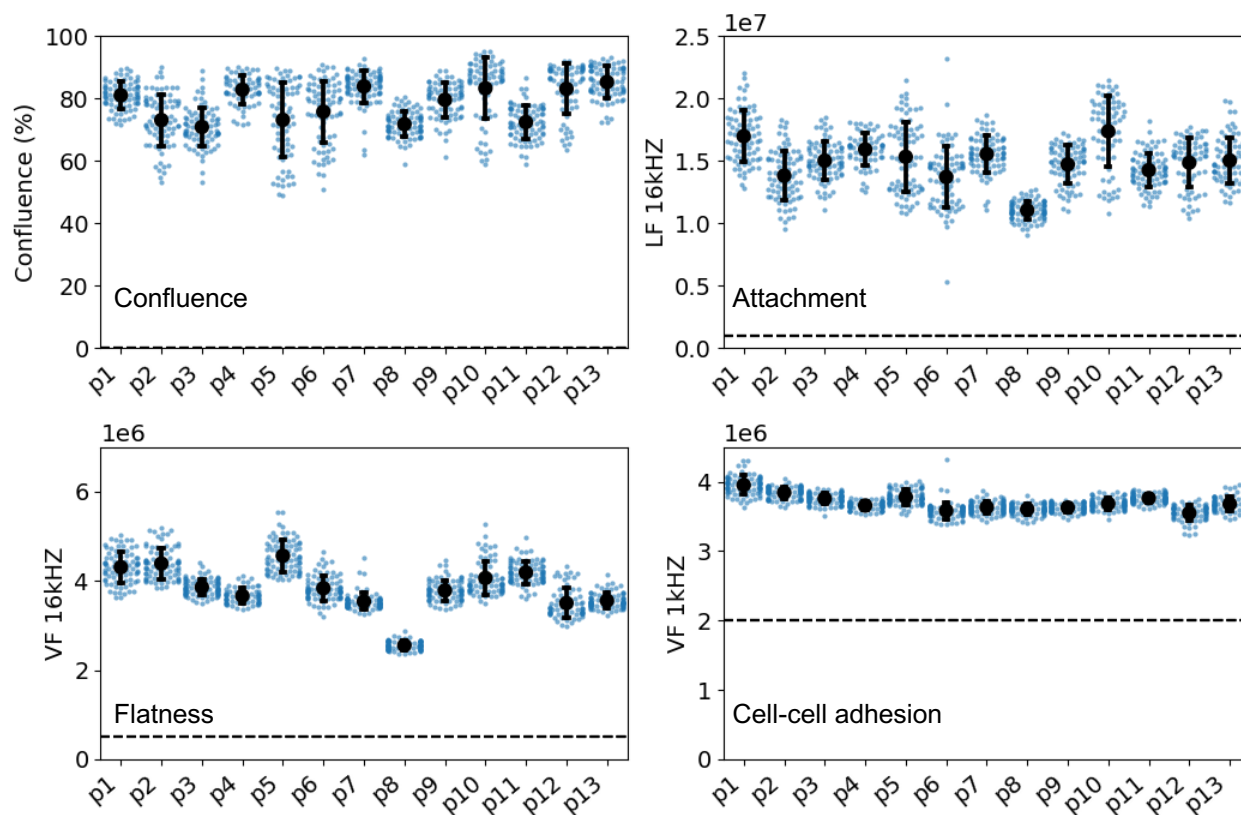 100
80
60
40
20
0
Confluence (%)
Confluence
p1 p2 p3 p4 p5 p6 p7 p8 p9 p10 p11 p12 p13
1e7
2.5
2.0
1.5
1.0
0.5
0.0
LF 16kHZ
Attachment
p1 p2 p3 p4 p5 p6 p7 p8 p9 p10 p11 p12 p13
1e6
6
4
2
0
VF 16kHZ
Flatness
p1 p2 p3 p4 p5 p6 p7 p8 p9 p10 p11 p12 p13
1e6
4
3
2
1
0
VF 1kHZ
Cell-cell adhesion
p1 p2 p3 p4 p5 p6 p7 p8 p9 p10 p11 p12 p13